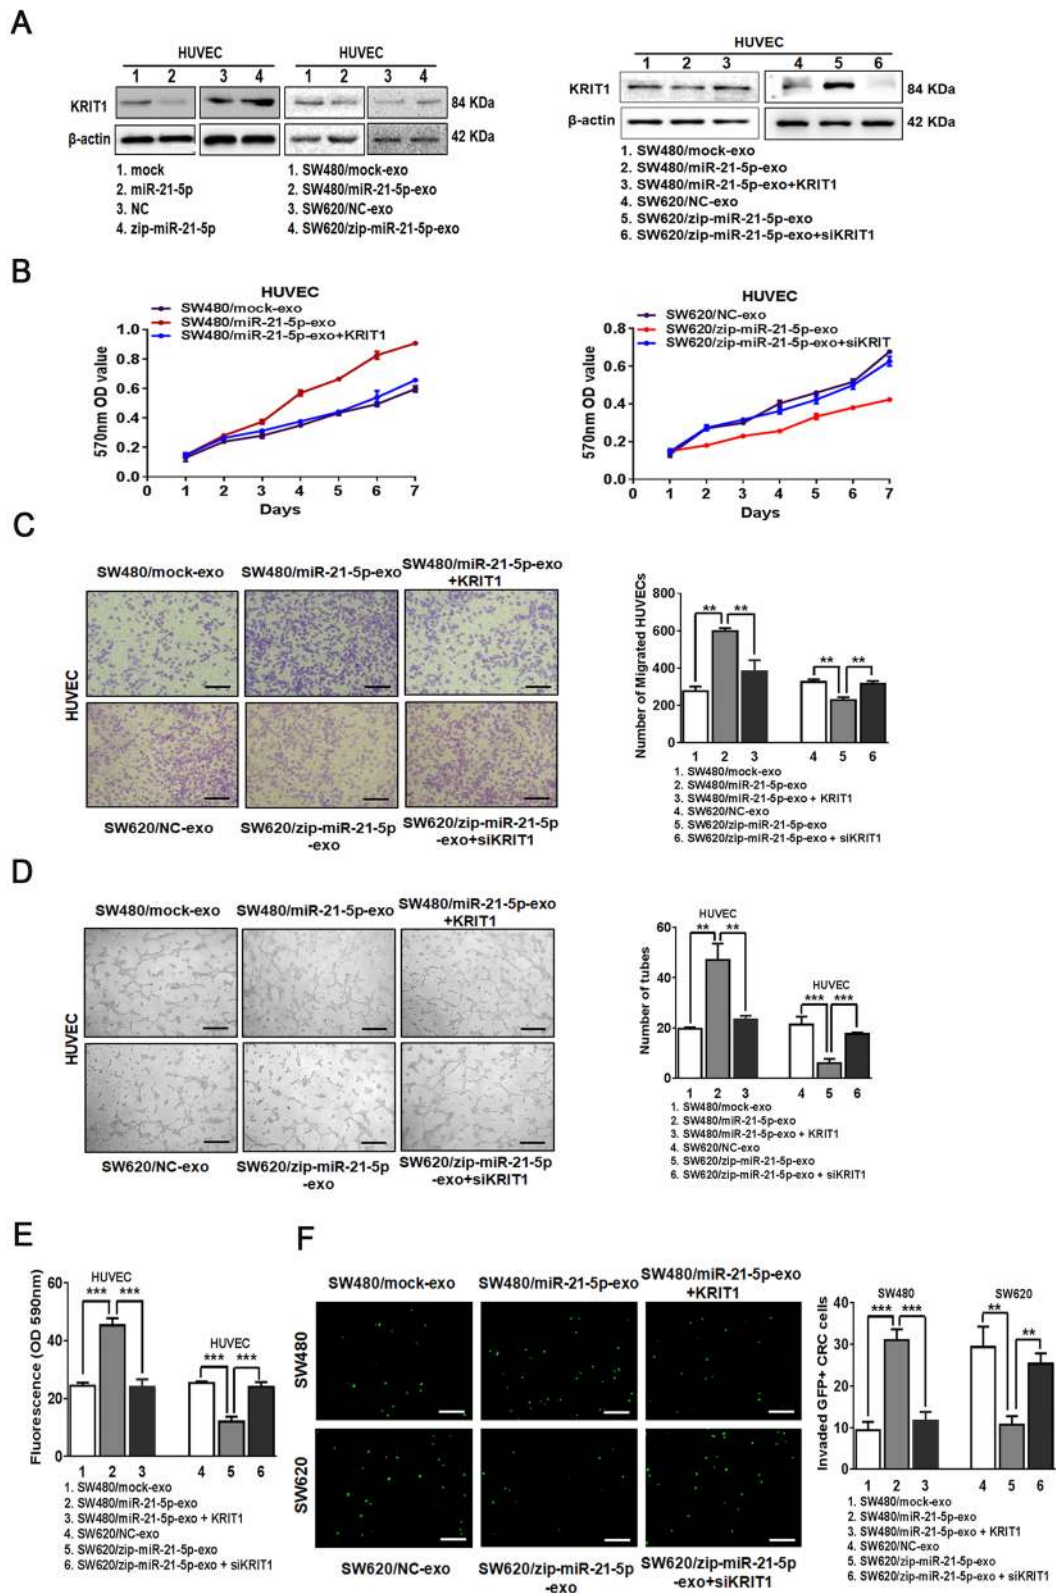 A
HUVEC
1 2 3 4
KRIT1
β-actin
1. mock
2. miR-21-5p
3. NC
4. zip-miR-21-5p
HUVEC
1 2 3 4
84 KDa
42 KDa
1. SW480/mock-exo
2. SW480/miR-21-5p-exo
3. SW620/NC-exo
4. SW620/zip-miR-21-5p-exo
HUVEC
1 2 3 4 5 6
KRIT1
84 KDa
β-actin
42 KDa
1. SW480/mock-exo
2. SW480/miR-21-5p-exo
3. SW480/miR-21-5p-exo+KRIT1
4. SW620/NC-exo
5. SW620/zip-miR-21-5p-exo
6. SW620/zip-miR-21-5p-exo+siKRIT1
B
HUVEC
SW480/mock-exo
SW480/miR-21-5p-exo
SW480/miR-21-5p-exo+KRIT1
570nm OD value
1.0
0.8
0.6
0.4
0.2
0.0
0 1 2 3 4 5 6 7
Days
HUVEC
SW620/NC-exo
SW620/zip-miR-21-5p-exo
SW620/zip-miR-21-5p-exo+siKRIT
570nm OD value
0.8
0.6
0.4
0.2
0.0
0 1 2 3 4 5 6 7
Days
C
SW480/mock-exo
SW480/miR-21-5p-exo
SW480/miR-21-5p-exo
+KRIT1
HUVEC
SW620/NC-exo
SW620/zip-miR-21-5p
-exo
SW620/zip-miR-21-5p
-exo+siKRIT1
Number of Migrated HUVECs
800
600
400
200
0
** **
** **
1 2 3 4 5 6
1. SW480/mock-exo
2. SW480/miR-21-5p-exo
3. SW480/miR-21-5p-exo + KRIT1
4. SW620/NC-exo
5. SW620/zip-miR-21-5p-exo
6. SW620/zip-miR-21-5p-exo + siKRIT1
D
SW480/mock-exo
SW480/miR-21-5p-exo
SW480/miR-21-5p-exo
+KRIT1
HUVEC
SW620/NC-exo
SW620/zip-miR-21-5p
-exo
SW620/zip-miR-21-5p
-exo+siKRIT1
Number of tubes
60
40
20
0
HUVEC
** **
HUVEC
*** ***
1 2 3 4 5 6
1. SW480/mock-exo
2. SW480/miR-21-5p-exo
3. SW480/miR-21-5p-exo + KRIT1
4. SW620/NC-exo
5. SW620/zip-miR-21-5p-exo
6. SW620/zip-miR-21-5p-exo + siKRIT1
E
Fluorescence (OD 590nm)
60
40
20
0
HUVEC
*** ***
HUVEC
*** ***
1 2 3 4 5 6
1. SW480/mock-exo
2. SW480/miR-21-5p-exo
3. SW480/miR-21-5p-exo + KRIT1
4. SW620/NC-exo
5. SW620/zip-miR-21-5p-exo
6. SW620/zip-miR-21-5p-exo + siKRIT1
F
SW480/mock-exo
SW480/miR-21-5p-exo
SW480/miR-21-5p-exo
+KRIT1
SW480
SW620
SW620/NC-exo
SW620/zip-miR-21-5p
-exo
SW620/zip-miR-21-5p
-exo+siKRIT1
Invaded GFP+ CRC cells
40
30
20
10
0
SW480
*** ***
SW620
** **
1 2 3 4 5 6
1. SW480/mock-exo
2. SW480/miR-21-5p-exo
3. SW480/miR-21-5p-exo + KRIT1
4. SW620/NC-exo
5. SW620/zip-miR-21-5p-exo
6. SW620/zip-miR-21-5p-exo + siKRIT1